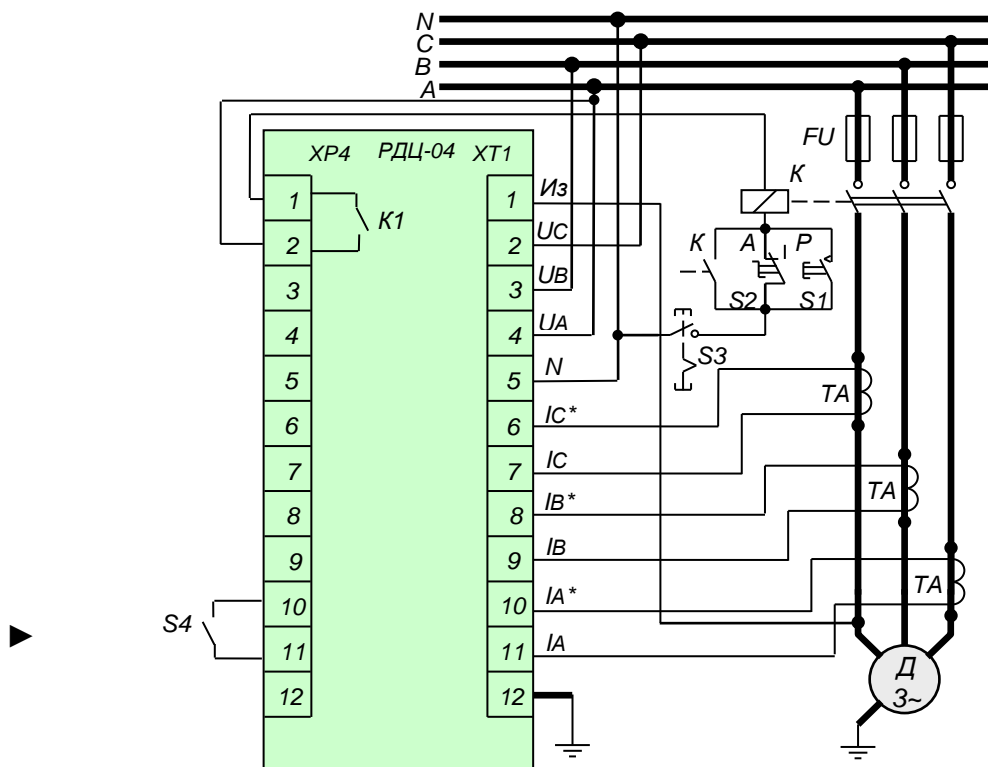 N
C
B
A
FU
XP4 РДЦ-04 XT1
К
1 К1 1 Из
2 2 UC
3 3 UB
4 4 UA
5 5 N
6 6 IC*
7 7 IC
8 8 IB*
9 9 IB
10 10 IA*
11 11 IA
12 12
К А Р
S2 S1
S3
TA
TA
TA
S4
Д
3~